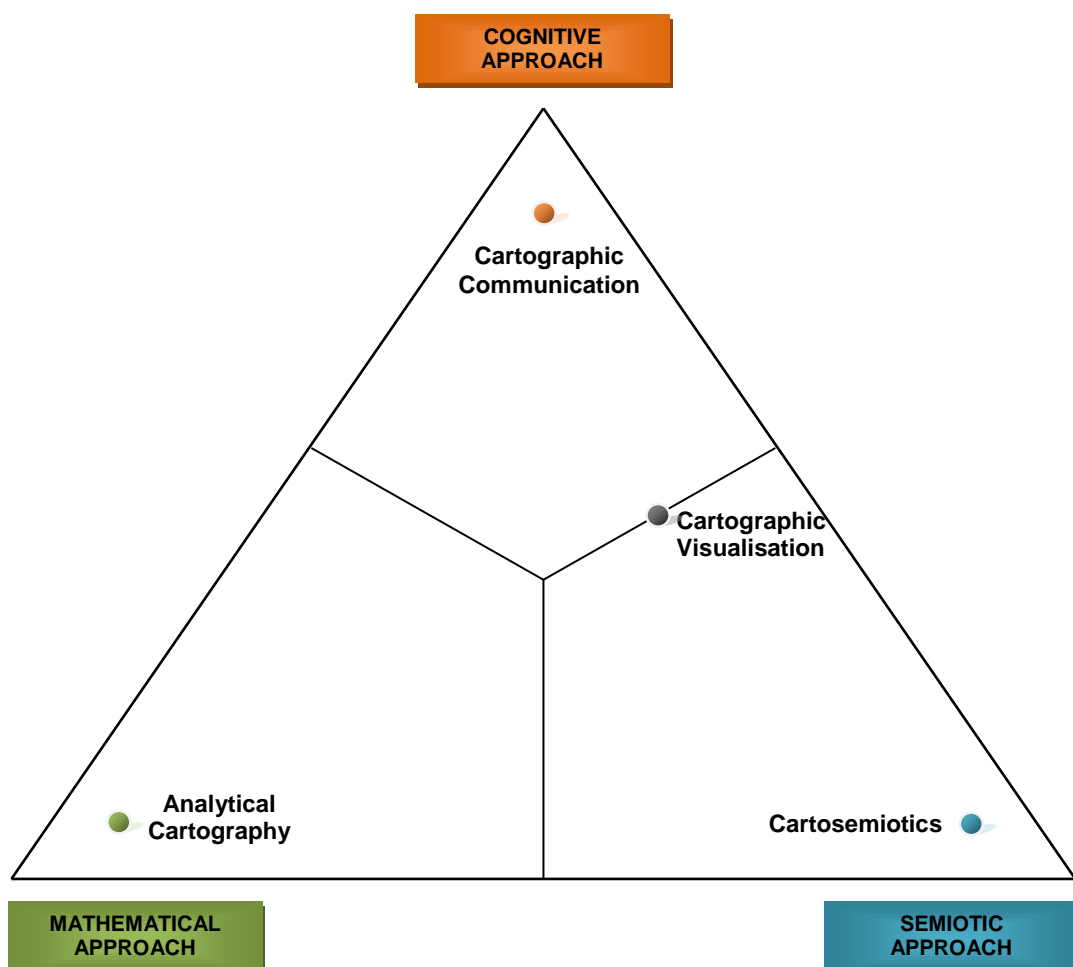 COGNITIVE
APPROACH
Cartographic
Communication
Cartographic
Visualisation
Analytical
Cartography
Cartosemiotics
MATHEMATICAL
APPROACH
SEMIOTIC
APPROACH